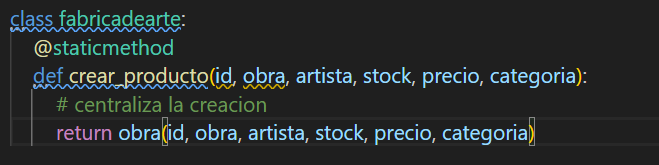 class fabricadearte:
@staticmethod
def crear_producto(id, obra, artista, stock, precio, categoria):
# centraliza la creacion
return obra(id, obra, artista, stock, precio, categoria)